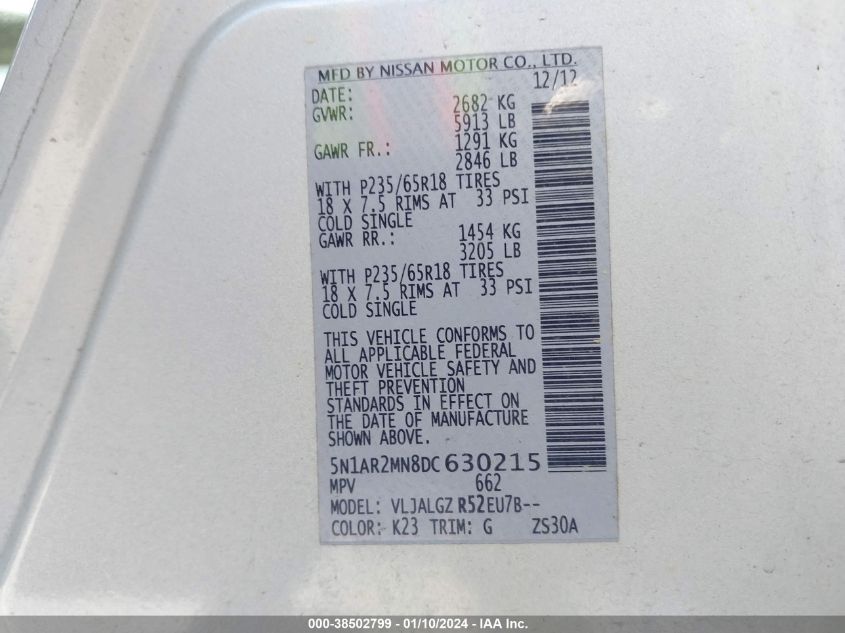 MFD BY NISSAN MOTOR CO., LTD.
DATE: 12/12
GVWR: 2682 KG
5913 LB
GAWR FR.: 1291 KG
2846 LB
WITH P235/65R18 TIRES
18 X 7.5 RIMS AT 33 PSI
COLD SINGLE
GAWR RR.: 1454 KG
3205 LB
WITH P235/65R18 TIRES
18 X 7.5 RIMS AT 33 PSI
COLD SINGLE
THIS VEHICLE CONFORMS TO
ALL APPLICABLE FEDERAL
MOTOR VEHICLE SAFETY AND
THEFT PREVENTION
STANDARDS IN EFFECT ON
THE DATE OF MANUFACTURE
SHOWN ABOVE.
5N1AR2MN8DC630215
MPV 662
MODEL: VLJALGZ R52EU7B--
COLOR: K23 TRIM: G ZS30A
000-38502799 — 01/10/2024 — IAA Inc.